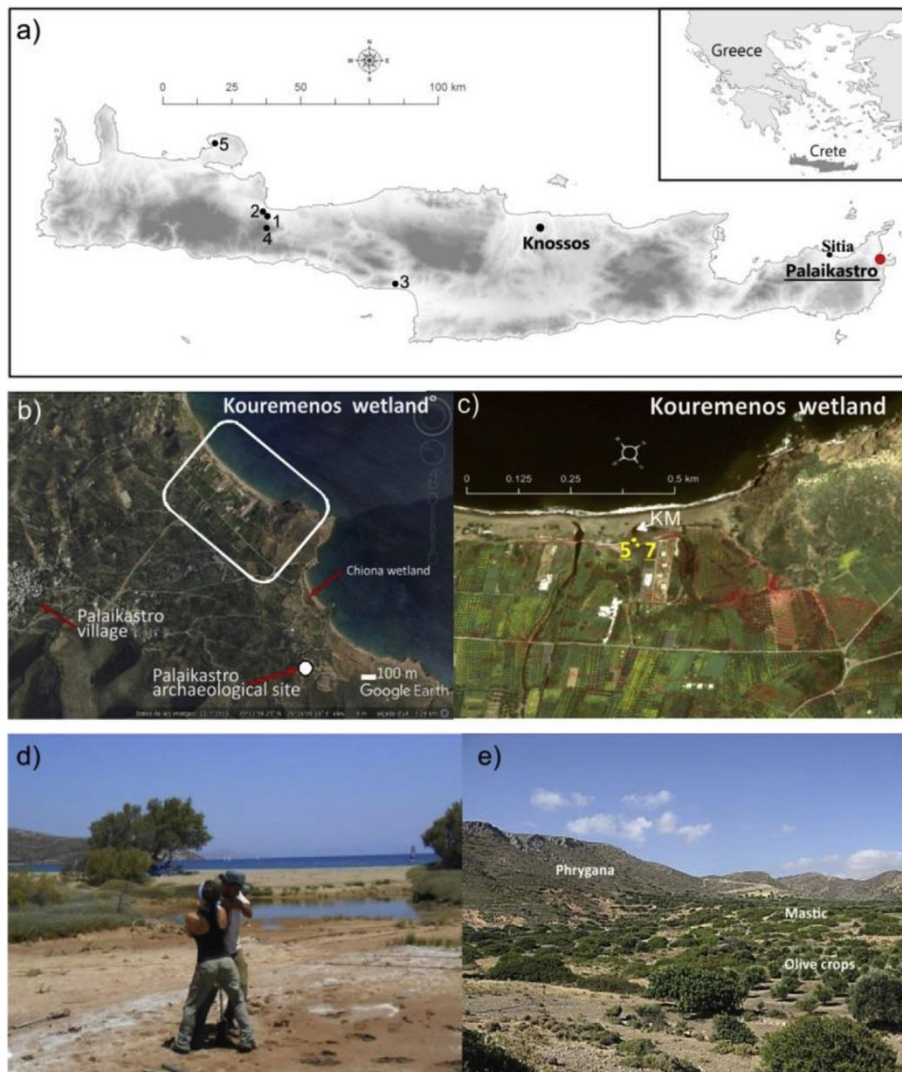 a)
N
W
E
S
0
25
50
100 km
Greece
Crete
5
2
1
4
3
Knossos
Sitia
Palaikastro
b)
Kouremenos wetland
Chiona wetland
Palaikastro
village
Palaikastro
archaeological site
100 m
Google Earth
c)
Kouremenos wetland
0
0.125
0.25
0.5 km
KM
5
7
d)
e)
Phrygana
Mastic
Olive crops